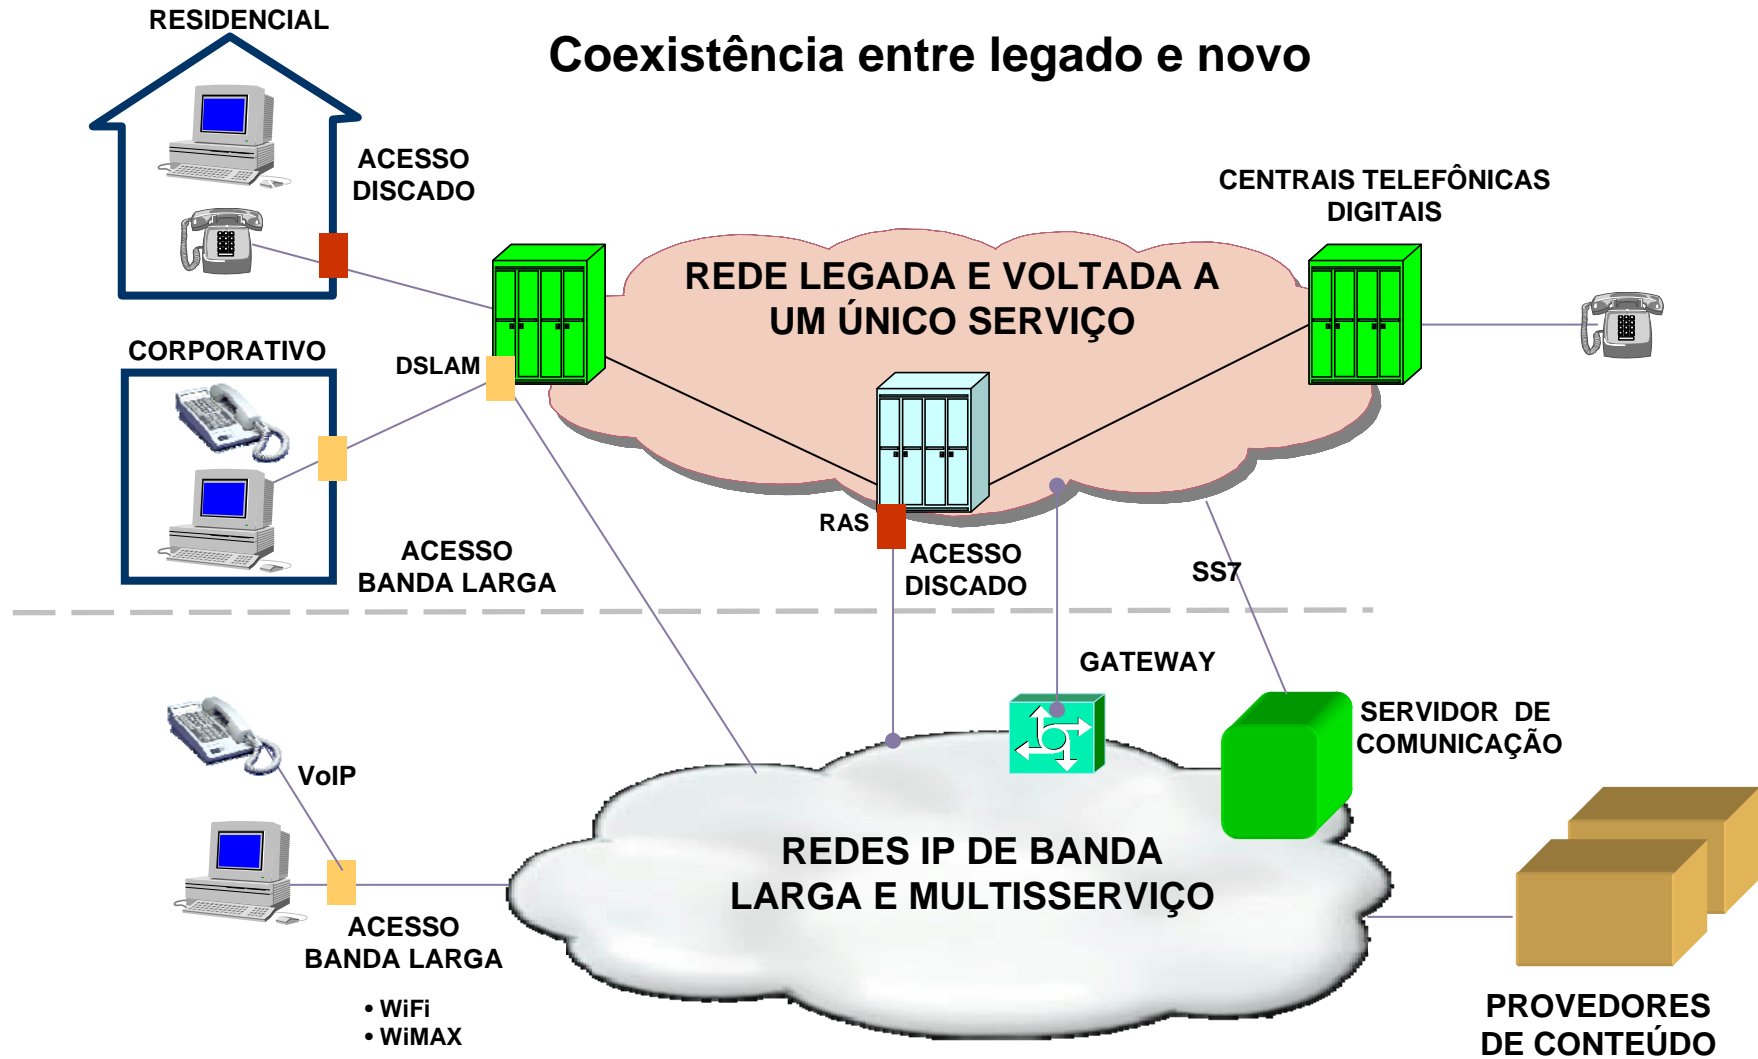 RESIDENCIAL
Coexistência entre legado e novo
ACESSO
DISCADO
CENTRAIS TELEFÔNICAS
DIGITAIS
REDE LEGADA E VOLTADA A
UM ÚNICO SERVIÇO
CORPORATIVO
DSLAM
RAS
ACESSO
DISCADO
ACESSO
BANDA LARGA
SS7
GATEWAY
SERVIDOR DE
COMUNICAÇÃO
VoIP
REDES IP DE BANDA
LARGA E MULTISSERVIÇO
ACESSO
BANDA LARGA
• WiFi
• WiMAX
PROVEDORES
DE CONTEÚDO